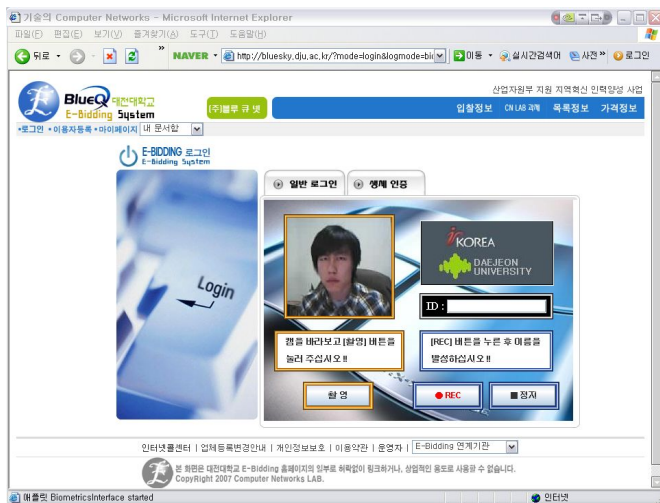 기술의 Computer Networks - Microsoft Internet Explorer
파일(F) 편집(E) 보기(V) 즐겨찾기(A) 도구(T) 도움말(H)
뒤로 NAVER http://bluesky.dju.ac.kr/?mode=login&logmode=bi 이동 실시간검색어 사전 로그인
산업자원부 지원 지역혁신 인력양성 사업
BlueQ 대전대학교
E-Bidding System
(주)블루 큐 넷
입찰정보 CN LAB 과제 목록정보 가격정보
로그인 이용자등록 마이페이지 내 문서함
E-BIDDING 로그인
E-Bidding System
일반 로그인 생체 인증
Login
KOREA
DAEJEON
UNIVERSITY
ID :
캠을 바라보고 [촬영] 버튼을
눌러 주십시오 !!
[REC] 버튼을 누른 후 이름을
발성하십시오 !!
촬 영
REC
정지
인터넷콜센터 | 업체등록변경안내 | 개인정보보호 | 이용약관 | 운영자 | E-Bidding 연계기관
본 화면은 대전대학교 E-Bidding 홈페이지의 일부로 허락없이 링크하거나, 상업적인 용도로 사용할 수 없습니다.
CopyRight 2007 Computer Networks LAB.
애플릿 BiometricsInterface started
인터넷